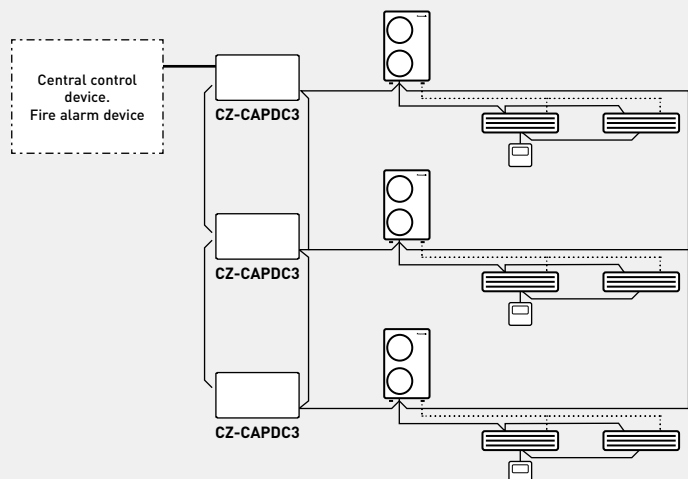 Central control
device.
Fire alarm device
CZ-CAPDC3
CZ-CAPDC3
CZ-CAPDC3